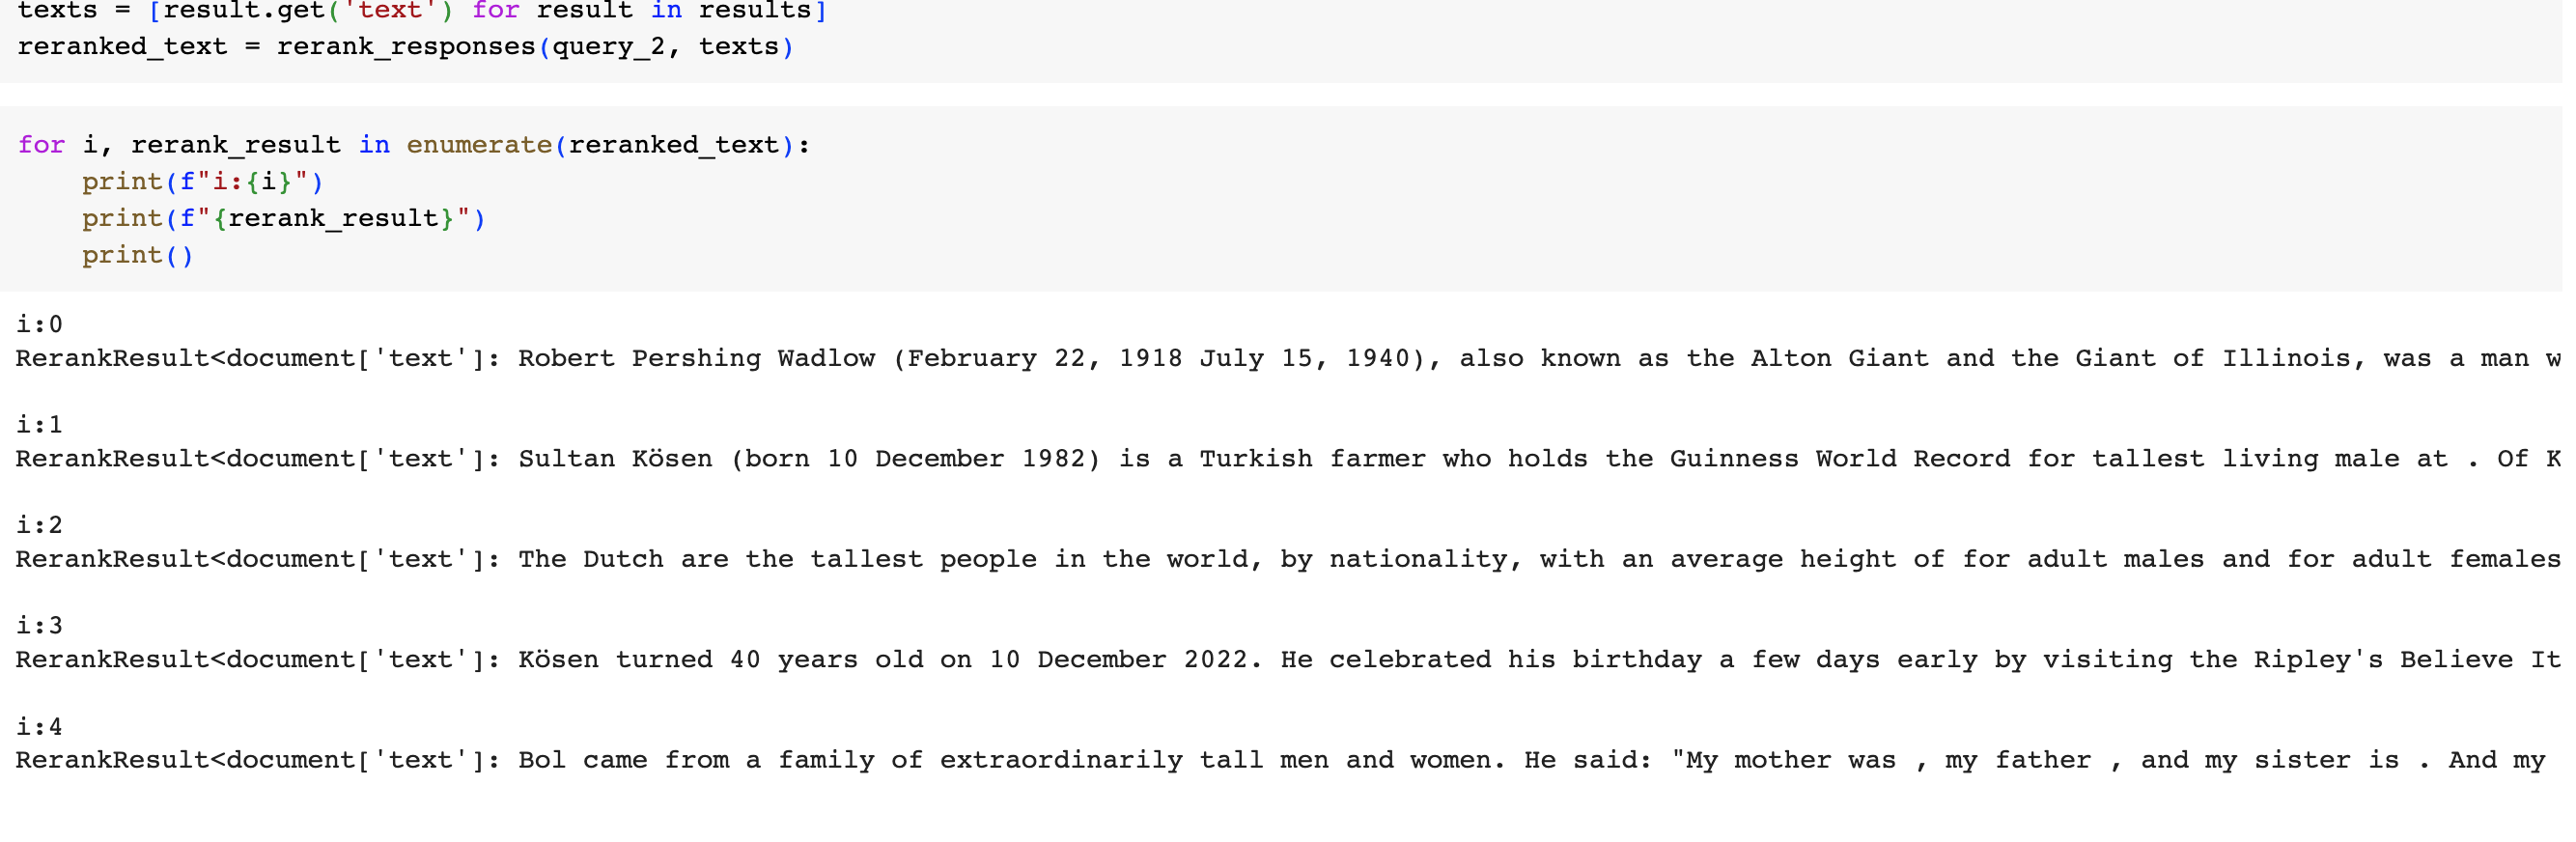 texts = [result.get('text') for result in results]
reranked_text = rerank_responses(query_2, texts)
for i, rerank_result in enumerate(reranked_text):
    print(f"i:{i}")
    print(f"{rerank_result}")
    print()
i:0
RerankResult<document['text']: Robert Pershing Wadlow (February 22, 1918 July 15, 1940), also known as the Alton Giant and the Giant of Illinois, was a man w
i:1
RerankResult<document['text']: Sultan Kösen (born 10 December 1982) is a Turkish farmer who holds the Guinness World Record for tallest living male at . Of K
i:2
RerankResult<document['text']: The Dutch are the tallest people in the world, by nationality, with an average height of for adult males and for adult females
i:3
RerankResult<document['text']: Kösen turned 40 years old on 10 December 2022. He celebrated his birthday a few days early by visiting the Ripley's Believe It
i:4
RerankResult<document['text']: Bol came from a family of extraordinarily tall men and women. He said: "My mother was , my father , and my sister is . And my